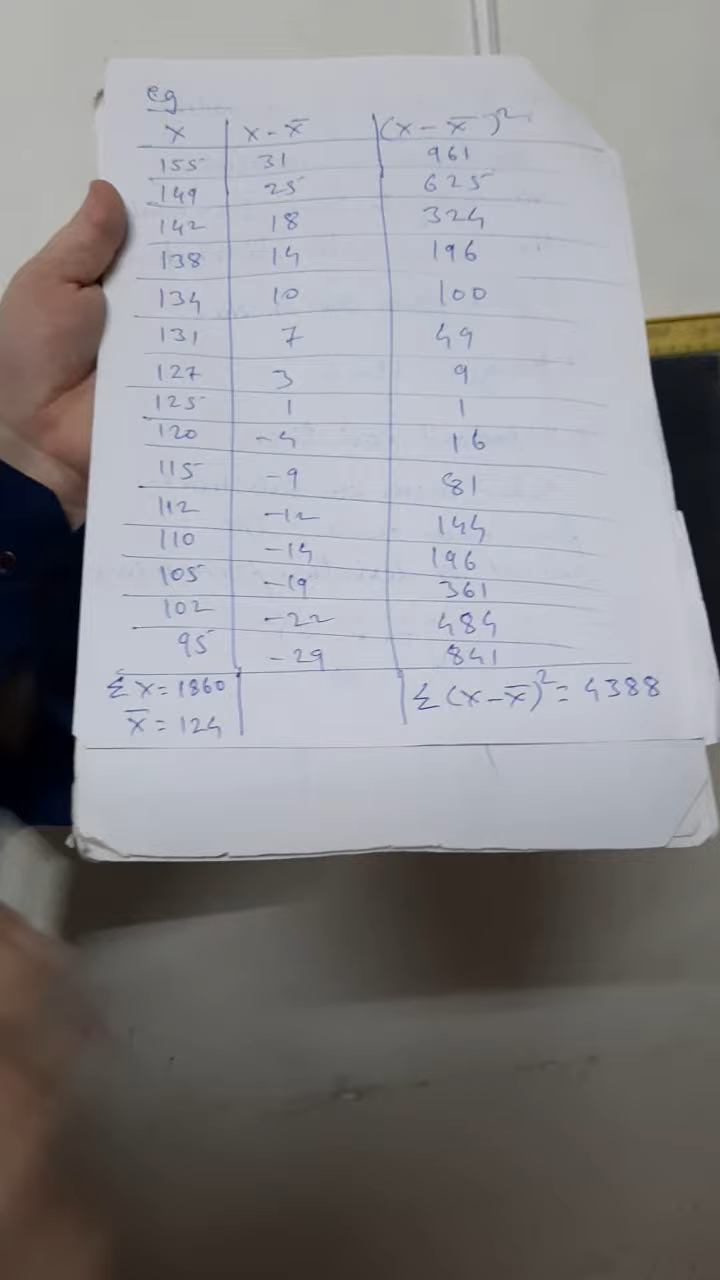 eg
x x - x̄ (x - x̄)²
155 31 961
149 25 625
142 18 324
138 14 196
134 10 100
131 7 49
127 3 9
125 1 1
120 -4 16
115 -9 81
112 -12 144
110 -14 196
105 -19 361
102 -22 484
95 -29 841
Σx = 1860 Σ(x-x̄)² = 4388
x̄ = 124